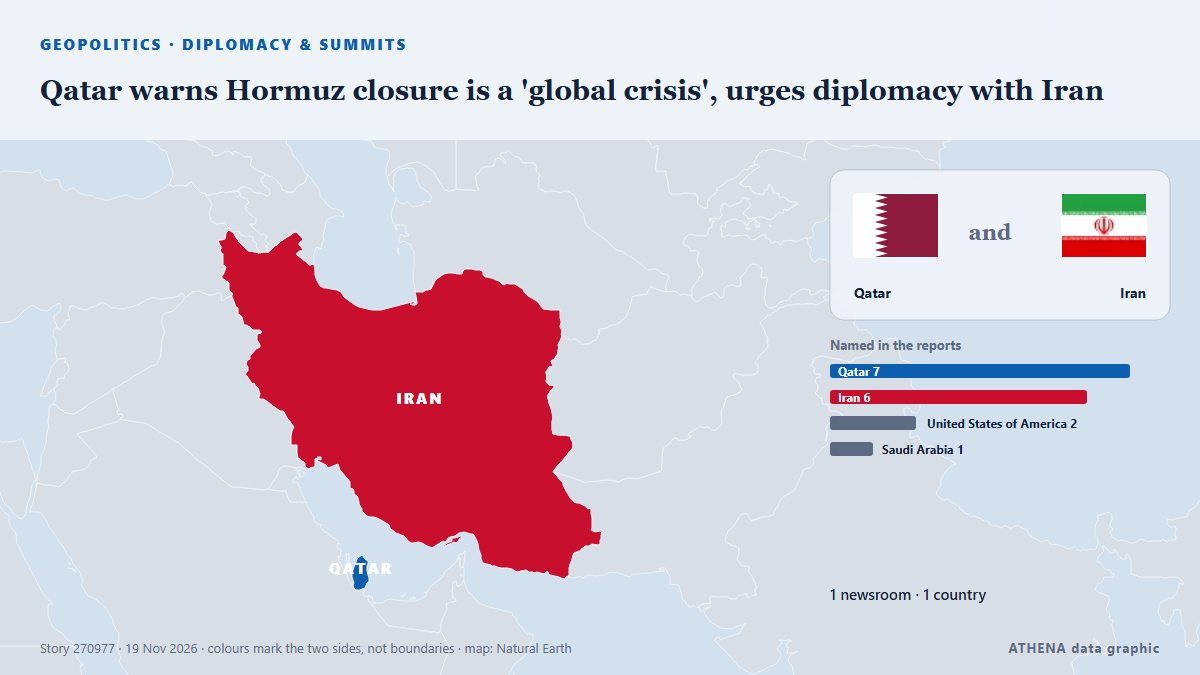 GEOPOLITICS · DIPLOMACY & SUMMITS
Qatar warns Hormuz closure is a 'global crisis', urges diplomacy with Iran
and
Qatar
Iran
Named in the reports
Qatar 7
Iran 6
United States of America 2
Saudi Arabia 1
IRAN
QATAR
1 newsroom · 1 country
Story 270977 · 19 Nov 2026 · colours mark the two sides, not boundaries · map: Natural Earth
ATHENA data graphic